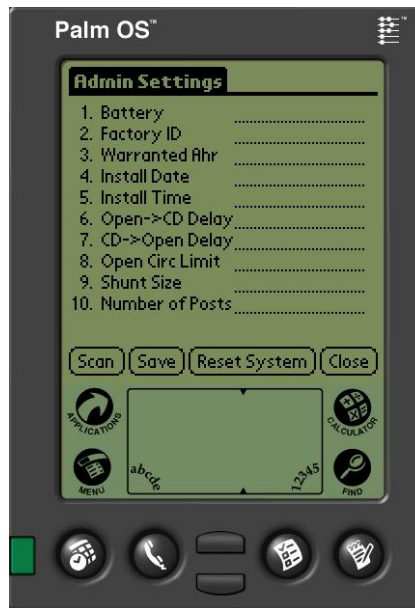 Palm OS™
Admin Settings
1. Battery
2. Factory ID
3. Warranted Ahr
4. Install Date
5. Install Time
6. Open->CD Delay
7. CD->Open Delay
8. Open Circ Limit
9. Shunt Size
10. Number of Posts
Scan Save Reset System Close
APPLICATIONS CALCULATOR
MENU abcde 12345 FIND